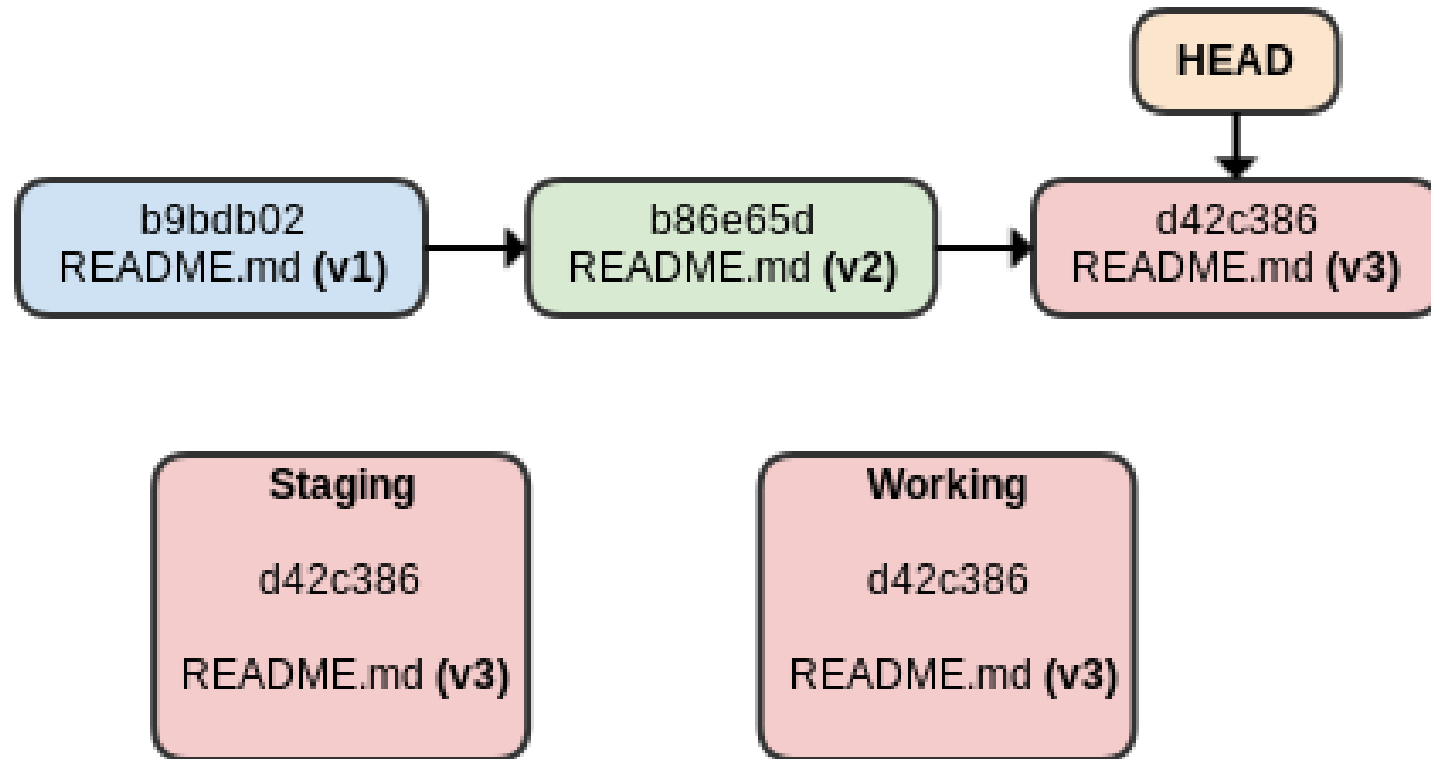 HEAD
b9bdb02
README.md (v1)
b86e65d
README.md (v2)
d42c386
README.md (v3)
Staging
d42c386
README.md (v3)
Working
d42c386
README.md (v3)